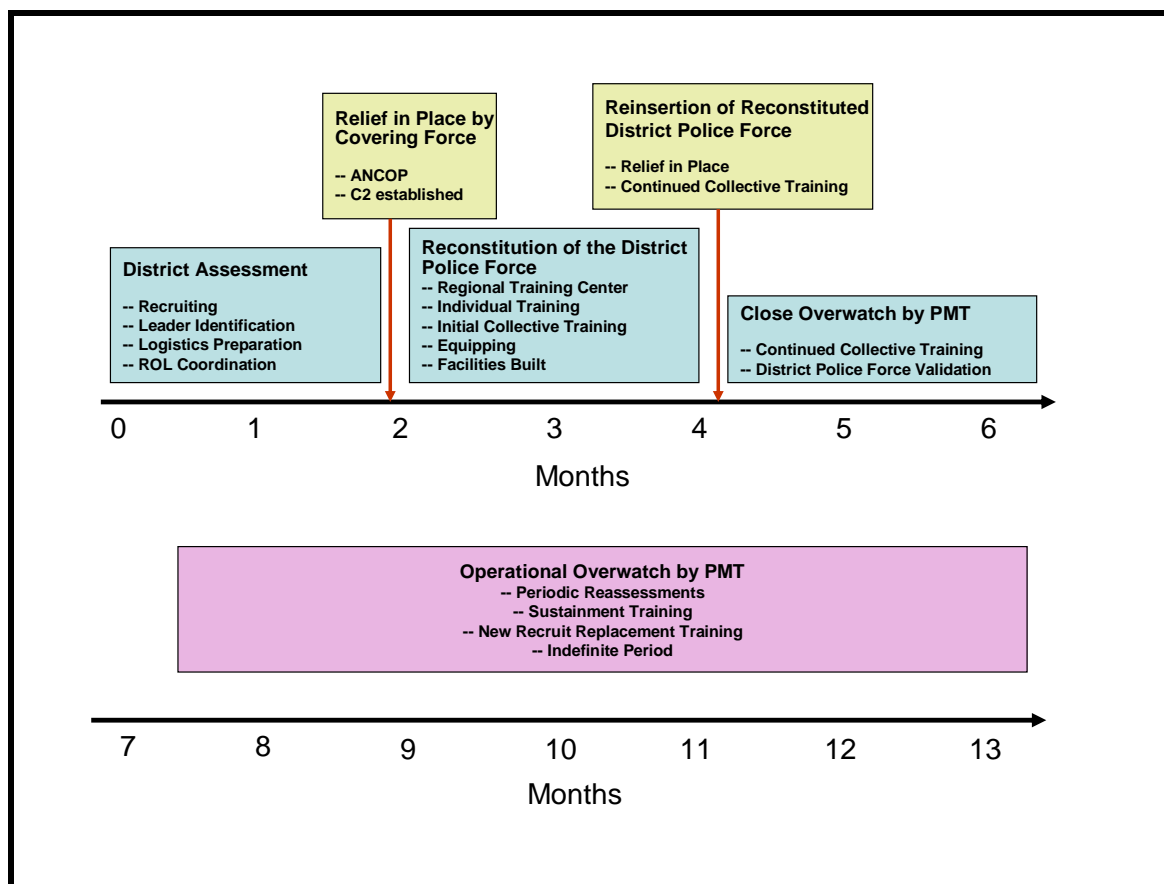 Relief in Place by
Covering Force
-- ANCOP
-- C2 established
Reinsertion of Reconstituted
District Police Force
-- Relief in Place
-- Continued Collective Training
District Assessment
-- Recruiting
-- Leader Identification
-- Logistics Preparation
-- ROL Coordination
Reconstitution of the District
Police Force
-- Regional Training Center
-- Individual Training
-- Initial Collective Training
-- Equipping
-- Facilities Built
Close Overwatch by PMT
-- Continued Collective Training
-- District Police Force Validation
0 1 2 3 4 5 6
Months
Operational Overwatch by PMT
-- Periodic Reassessments
-- Sustainment Training
-- New Recruit Replacement Training
-- Indefinite Period
7 8 9 10 11 12 13
Months